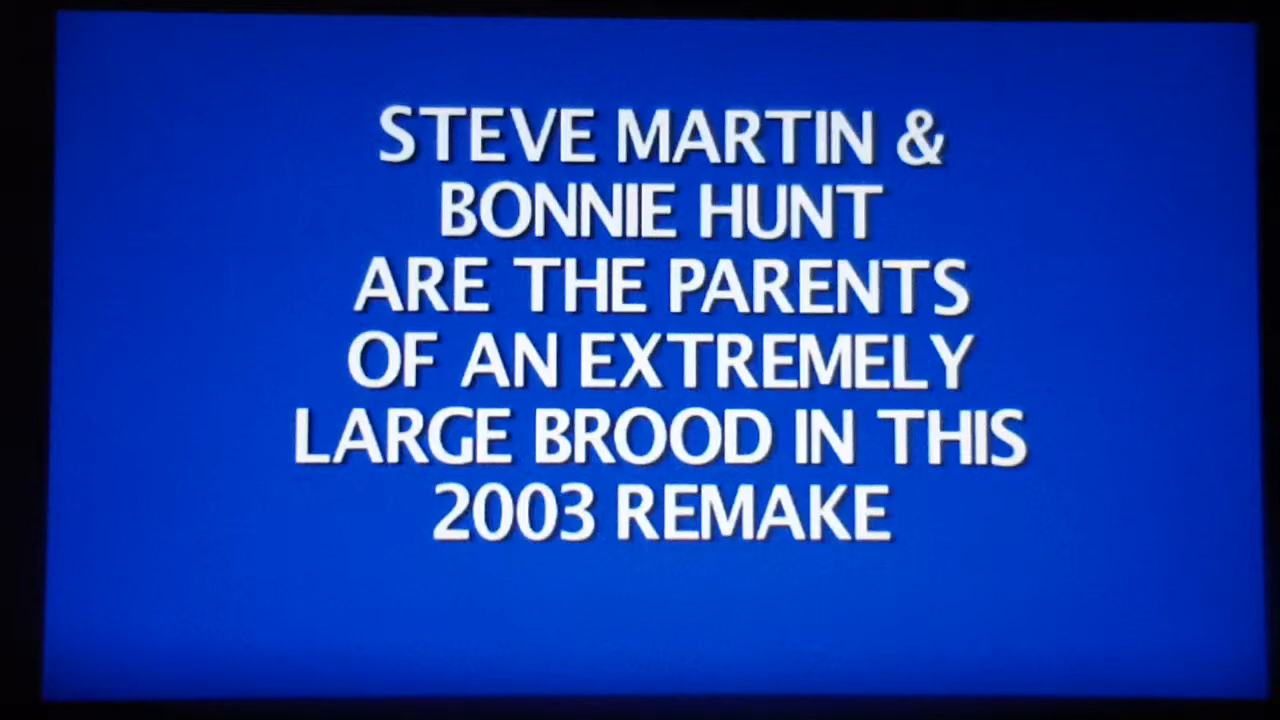 STEVE MARTIN &
BONNIE HUNT
ARE THE PARENTS
OF AN EXTREMELY
LARGE BROOD IN THIS
2003 REMAKE